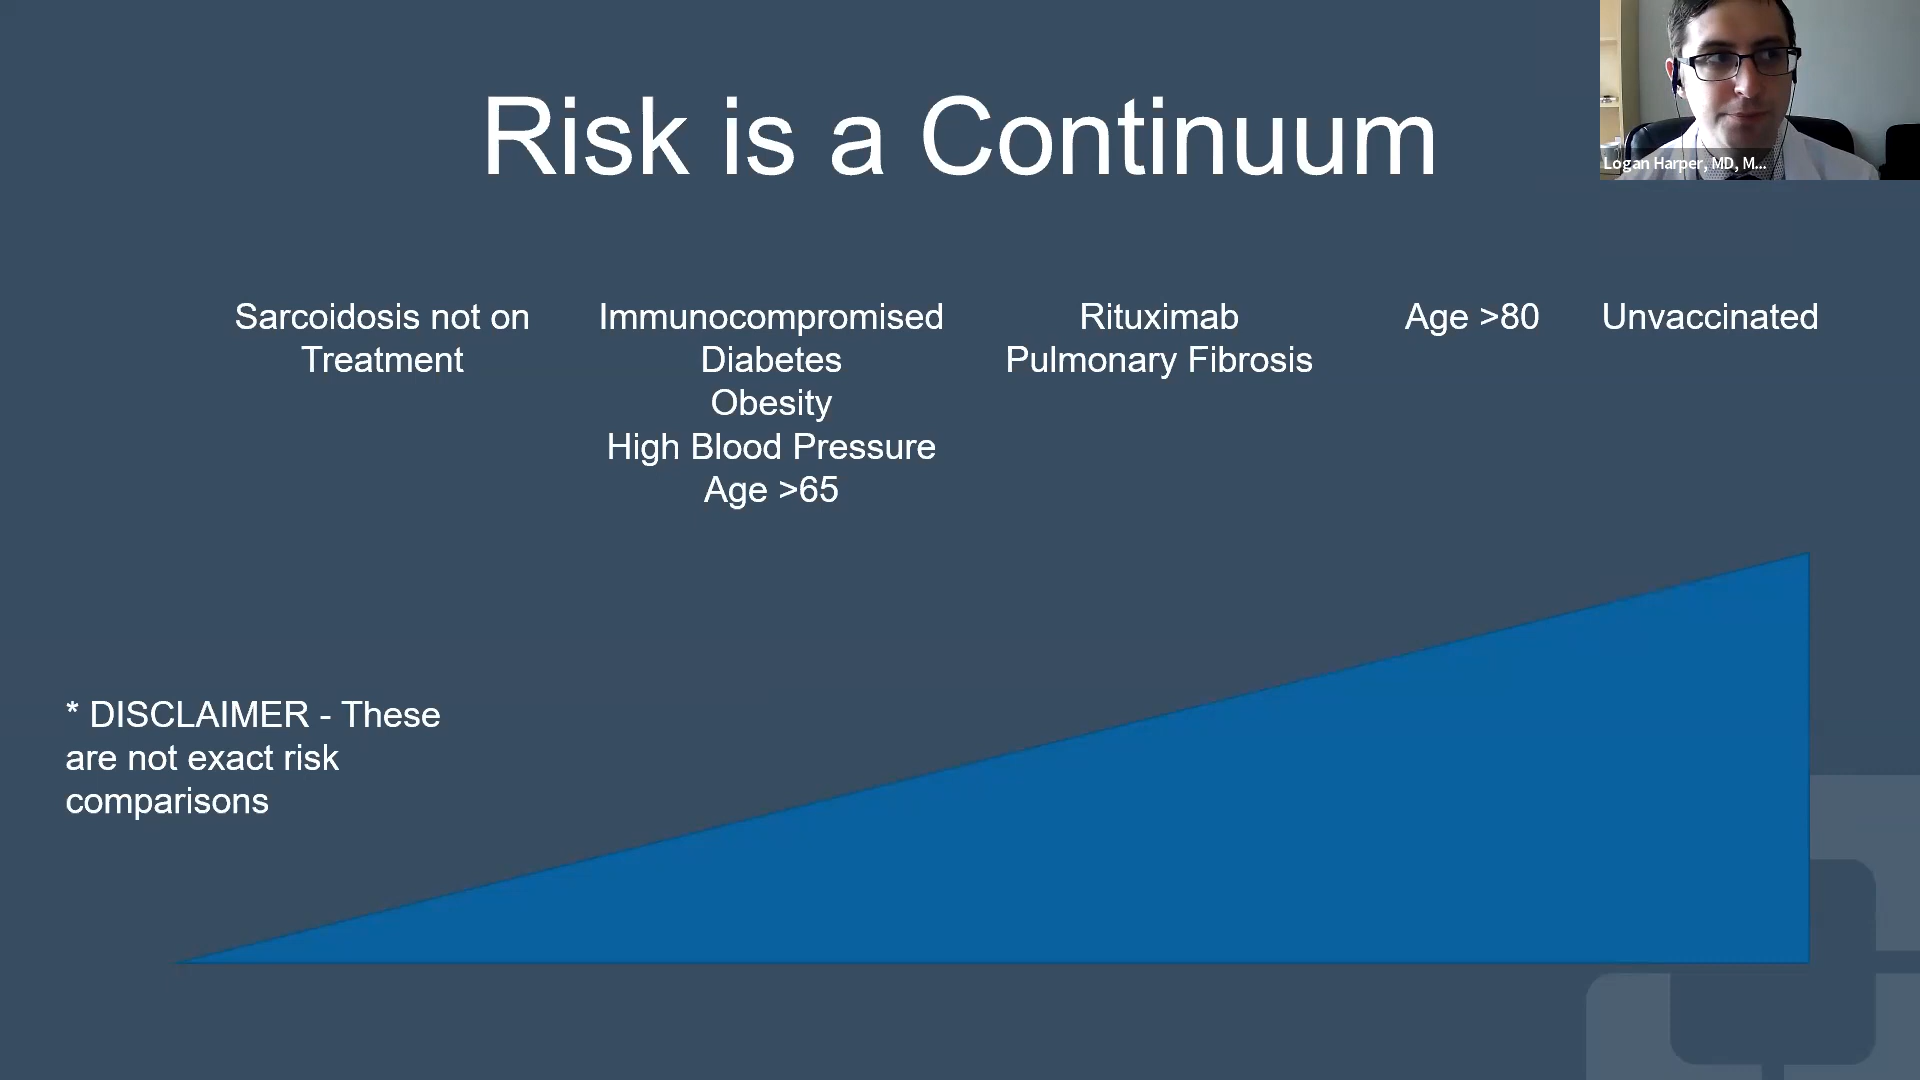 Risk is a Continuum
Logan Harper, MD, M...
Sarcoidosis not on
Treatment
Immunocompromised
Diabetes
Obesity
High Blood Pressure
Age >65
Rituximab
Pulmonary Fibrosis
Age >80
Unvaccinated
* DISCLAIMER - These
are not exact risk
comparisons